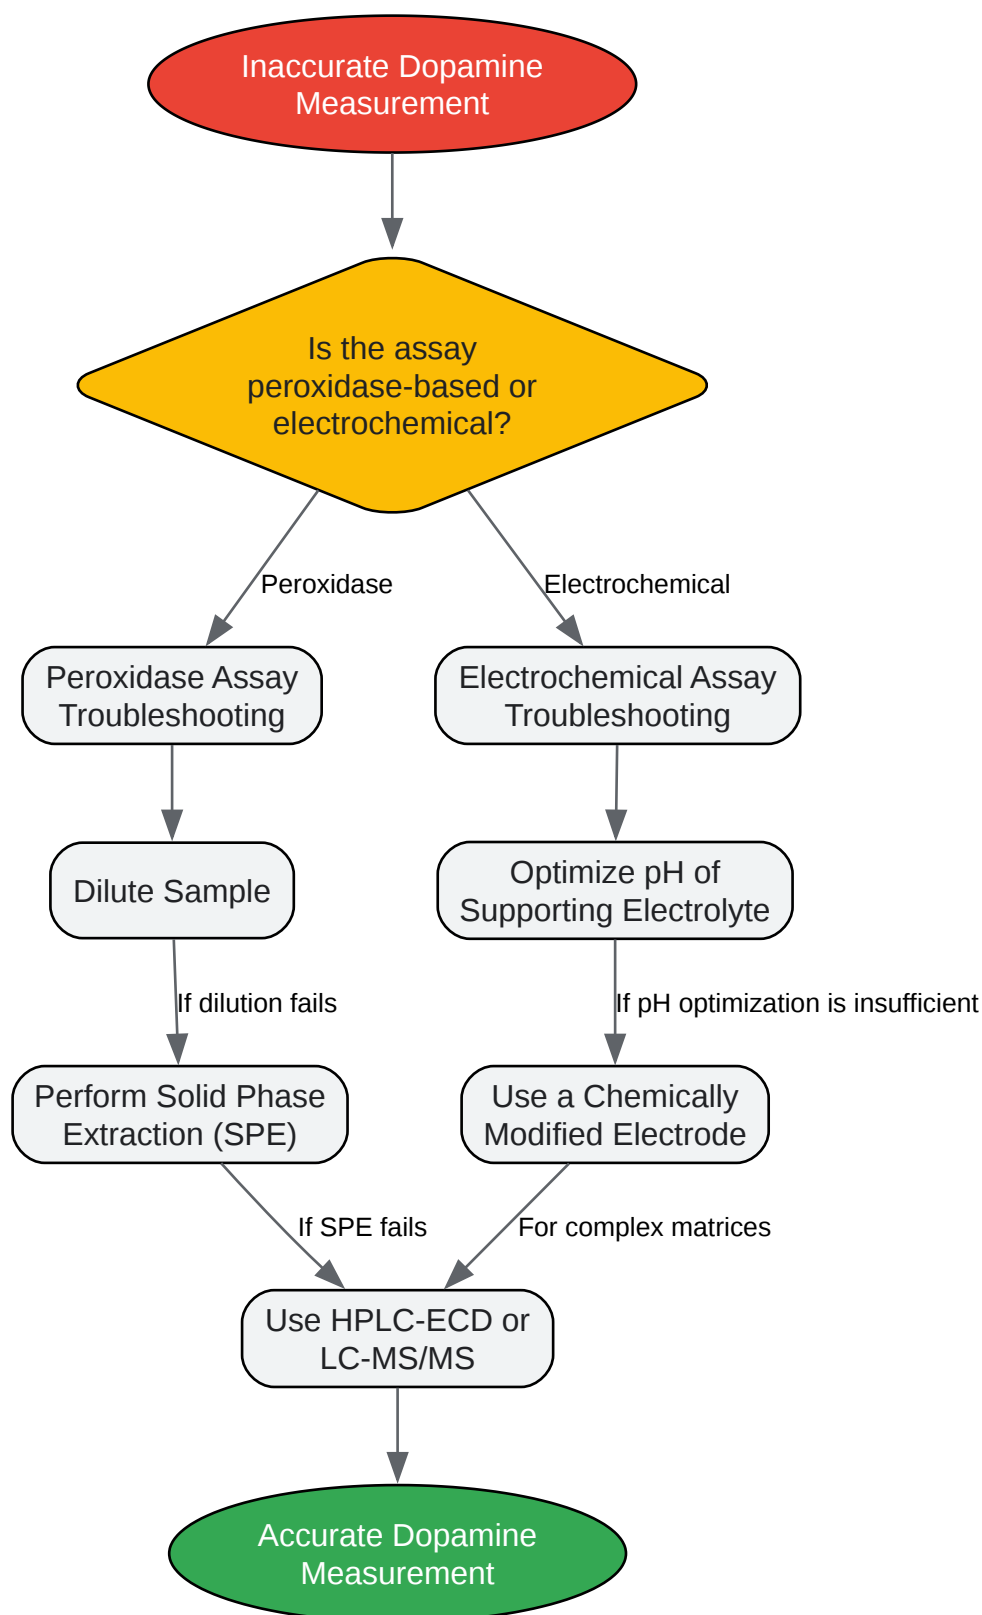 Inaccurate Dopamine
Measurement
Is the assay
peroxidase-based or
electrochemical?
Peroxidase
Electrochemical
Peroxidase Assay
Troubleshooting
Electrochemical Assay
Troubleshooting
Dilute Sample
Optimize pH of
Supporting Electrolyte
If dilution fails
If pH optimization is insufficient
Perform Solid Phase
Extraction (SPE)
Use a Chemically
Modified Electrode
If SPE fails
For complex matrices
Use HPLC-ECD or
LC-MS/MS
Accurate Dopamine
Measurement